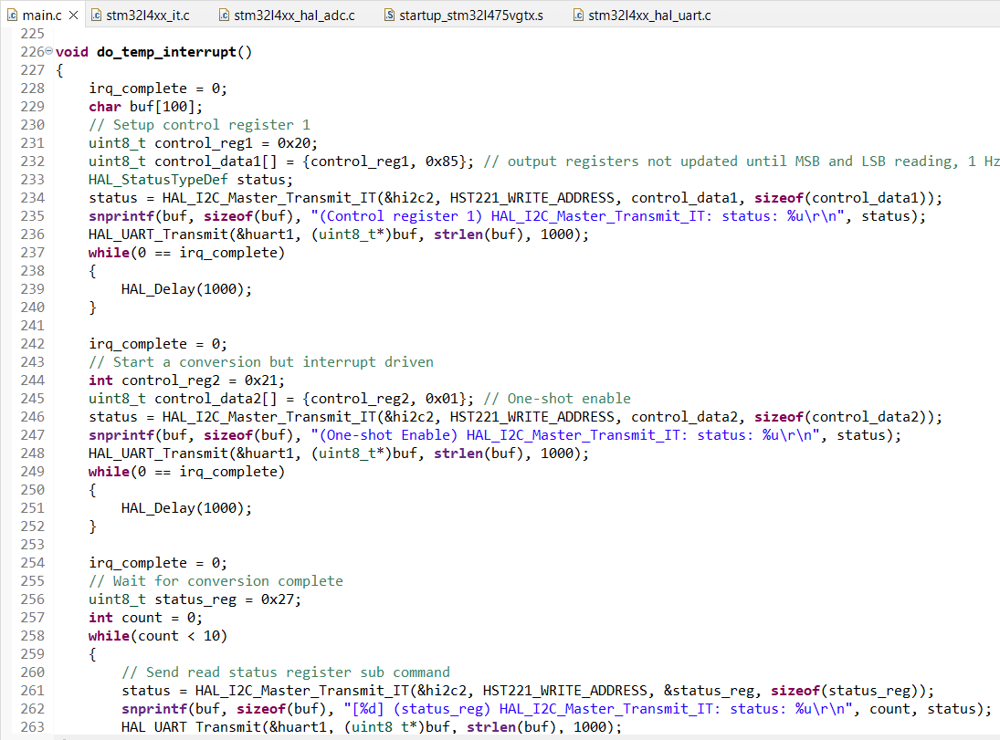 main.c stm32l4xx_it.c stm32l4xx_hal_adc.c startup_stm32l475vgtx.s stm32l4xx_hal_uart.c
225
226 void do_temp_interrupt()
227 {
228     irq_complete = 0;
229     char buf[100];
230     // Setup control register 1
231     uint8_t control_reg1 = 0x20;
232     uint8_t control_data1[] = {control_reg1, 0x85}; // output registers not updated until MSB and LSB reading, 1 Hz
233     HAL_StatusTypeDef status;
234     status = HAL_I2C_Master_Transmit_IT(&hi2c2, HST221_WRITE_ADDRESS, control_data1, sizeof(control_data1));
235     snprintf(buf, sizeof(buf), "(Control register 1) HAL_I2C_Master_Transmit_IT: status: %u\r\n", status);
236     HAL_UART_Transmit(&huart1, (uint8_t*)buf, strlen(buf), 1000);
237     while(0 == irq_complete)
238     {
239         HAL_Delay(1000);
240     }
241
242     irq_complete = 0;
243     // Start a conversion but interrupt driven
244     int control_reg2 = 0x21;
245     uint8_t control_data2[] = {control_reg2, 0x01}; // One-shot enable
246     status = HAL_I2C_Master_Transmit_IT(&hi2c2, HST221_WRITE_ADDRESS, control_data2, sizeof(control_data2));
247     snprintf(buf, sizeof(buf), "(One-shot Enable) HAL_I2C_Master_Transmit_IT: status: %u\r\n", status);
248     HAL_UART_Transmit(&huart1, (uint8_t*)buf, strlen(buf), 1000);
249     while(0 == irq_complete)
250     {
251         HAL_Delay(1000);
252     }
253
254     irq_complete = 0;
255     // Wait for conversion complete
256     uint8_t status_reg = 0x27;
257     int count = 0;
258     while(count < 10)
259     {
260         // Send read status register sub command
261         status = HAL_I2C_Master_Transmit_IT(&hi2c2, HST221_WRITE_ADDRESS, &status_reg, sizeof(status_reg));
262         snprintf(buf, sizeof(buf), "[%d] (status_reg) HAL_I2C_Master_Transmit_IT: status: %u\r\n", count, status);
263         HAL_UART_Transmit(&huart1, (uint8_t*)buf, strlen(buf), 1000);